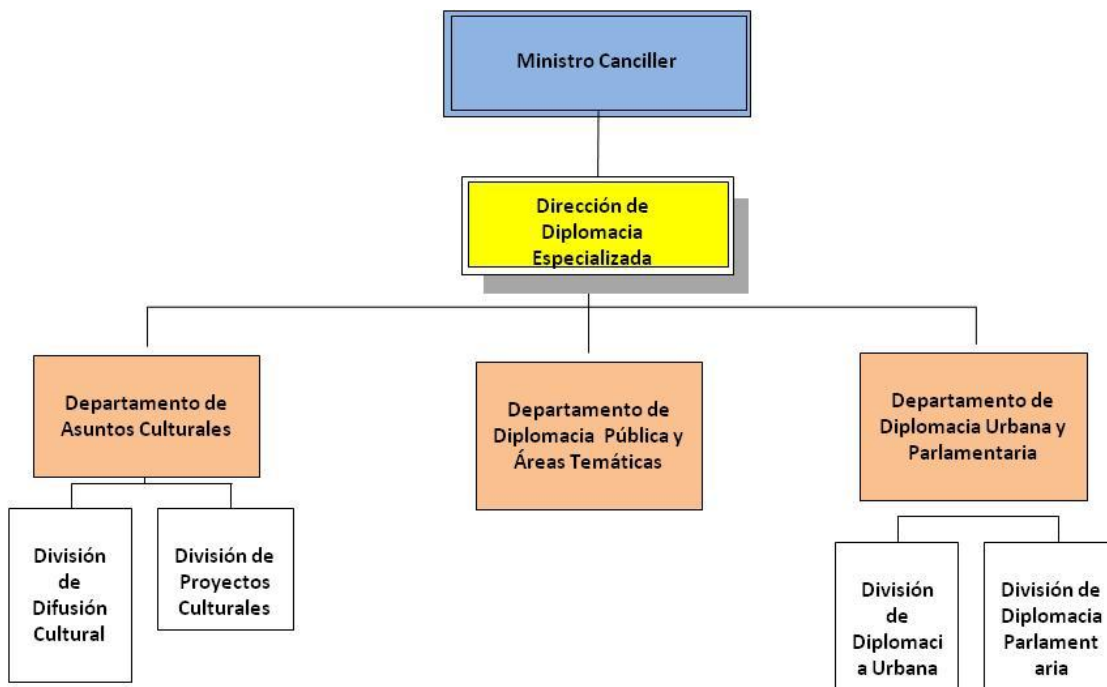 Ministro Canciller
Dirección de
Diplomacia
Especializada
Departamento de
Asuntos Culturales
Departamento de
Diplomacia Pública y
Áreas Temáticas
Departamento de
Diplomacia Urbana y
Parlamentaria
División
de
Difusión
Cultural
División de
Proyectos
Culturales
División
de
Diplomaci
a Urbana
División de
Diplomacia
Parlament
aria